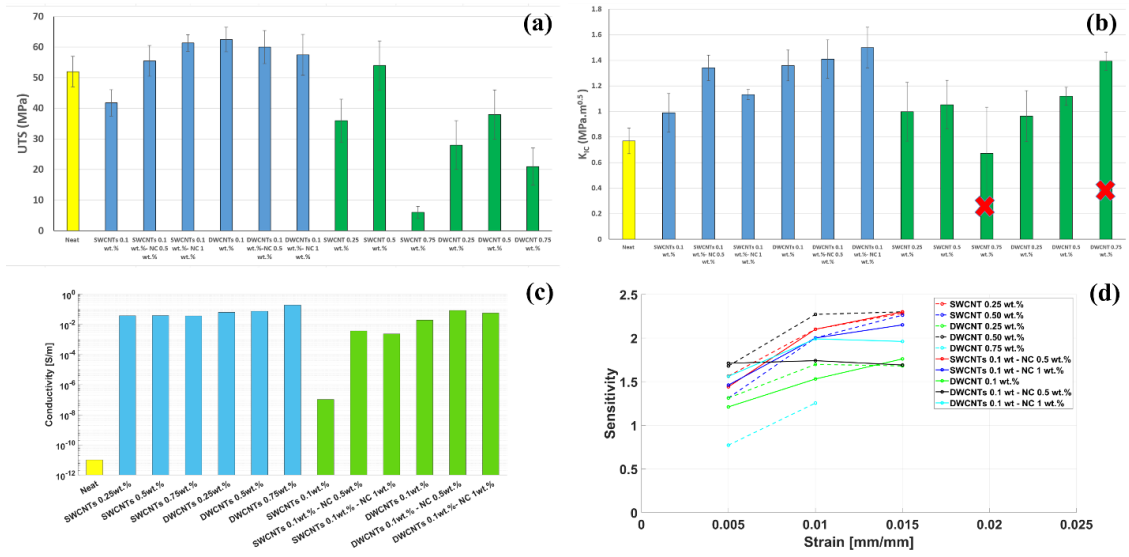 (a)
UTS (MPa)
70
60
50
40
30
20
10
0
Neat
SWCNTs 0.1
wt.%
SWCNTs 0.1
wt.%- NC 0.5
wt.%
SWCNTs 0.1
wt.%- NC 1
wt.%
DWCNTs 0.1
wt.%
DWCNTs 0.1
wt.%-NC 0.5
wt.%
DWCNTs 0.1
wt.%- NC 1
wt.%
SWCNT 0.25
wt.%
SWCNT 0.5
wt.%
SWCNT 0.75
wt.%
DWCNT 0.25
wt.%
DWCNT 0.5
wt.%
DWCNT 0.75
wt.%
(b)
KIC (MPa.m0.5)
1.8
1.6
1.4
1.2
1
0.8
0.6
0.4
0.2
0
Neat
SWCNTs 0.1
wt.%
SWCNTs 0.1
wt.%-NC 0.5
wt.%
SWCNTs 0.1
wt.%- NC 1
wt.%
DWCNTs 0.1
wt.%
DWCNTs 0.1
wt.%-NC 0.5
wt.%
DWCNTs 0.1
wt.%- NC 1
wt.%
SWCNT 0.25
wt.%
SWCNT 0.5
wt.%
SWCNT 0.75
wt.%
DWCNT 0.25
wt.%
DWCNT 0.5
wt.%
DWCNT 0.75
wt.%
(c)
Conductivity [S/m]
10^0
10^-2
10^-4
10^-6
10^-8
10^-10
10^-12
Neat
SWCNTs 0.25wt.%
SWCNTs 0.5wt.%
SWCNTs 0.75wt.%
DWCNTs 0.25wt.%
DWCNTs 0.5wt.%
DWCNTs 0.75wt.%
SWCNTs 0.1wt.%
SWCNTs 0.1wt.% - NC 0.5wt.%
SWCNTs 0.1wt.% - NC 1wt.%
DWCNTs 0.1wt.%
DWCNTs 0.1wt.% - NC 0.5wt.%
DWCNTs 0.1wt.%- NC 1wt.%
(d)
Sensitivity
2.5
2
1.5
1
0.5
0
SWCNT 0.25 wt.%
SWCNT 0.50 wt.%
DWCNT 0.25 wt.%
DWCNT 0.50 wt.%
DWCNT 0.75 wt.%
SWCNTs 0.1 wt - NC 0.5 wt.%
SWCNTs 0.1 wt - NC 1 wt.%
DWCNT 0.1 wt.%
DWCNTs 0.1 wt - NC 0.5 wt.%
DWCNTs 0.1 wt - NC 1 wt.%
0
0.005
0.01
0.015
0.02
0.025
Strain [mm/mm]